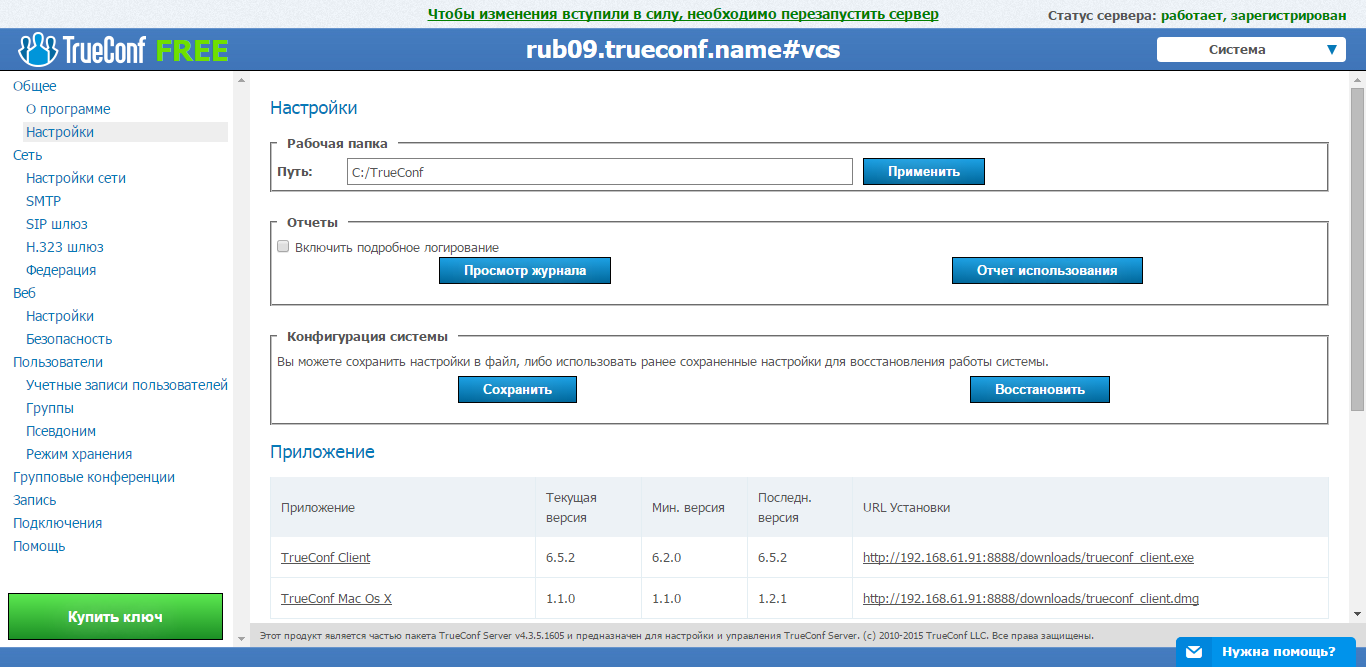 Чтобы изменения вступили в силу, необходимо перезапустить сервер
Статус сервера: работает, зарегистрирован
TrueConf FREE
rub09.trueconf.name#vcs
Система
Общее
О программе
Настройки
Сеть
Настройки сети
SMTP
SIP шлюз
H.323 шлюз
Федерация
Веб
Настройки
Безопасность
Пользователи
Учетные записи пользователей
Группы
Псевдоним
Режим хранения
Групповые конференции
Запись
Подключения
Помощь
Купить ключ
Настройки
Рабочая папка
Путь: C:/TrueConf Применить
Отчеты
Включить подробное логирование
Просмотр журнала Отчет использования
Конфигурация системы
Вы можете сохранить настройки в файл, либо использовать ранее сохраненные настройки для восстановления работы системы.
Сохранить Восстановить
Приложение
Приложение Текущая версия Мин. версия Последн. версия URL Установки
TrueConf Client 6.5.2 6.2.0 6.5.2 http://192.168.61.91:8888/downloads/trueconf_client.exe
TrueConf Mac Os X 1.1.0 1.1.0 1.2.1 http://192.168.61.91:8888/downloads/trueconf_client.dmg
Этот продукт является частью пакета TrueConf Server v4.3.5.1605 и предназначен для настройки и управления TrueConf Server. (c) 2010-2015 TrueConf LLC. Все права защищены.
Нужна помощь?